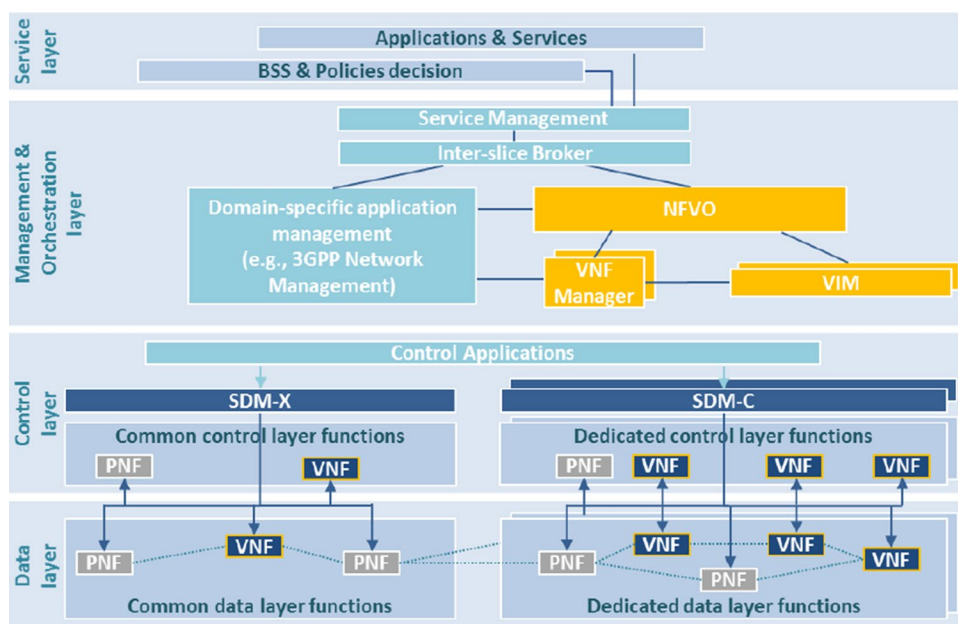 Service
layer
Applications & Services
BSS & Policies decision
Management &
Orchestration
layer
Service Management
Inter-slice Broker
Domain-specific application
management
(e.g., 3GPP Network
Management)
NFVO
VNF
Manager
VIM
Control
layer
Control Applications
SDM-X
SDM-C
Common control layer functions
Dedicated control layer functions
PNF
VNF
PNF
VNF
VNF
VNF
Data
layer
PNF
VNF
PNF
PNF
VNF
PNF
VNF
VNF
Common data layer functions
Dedicated data layer functions